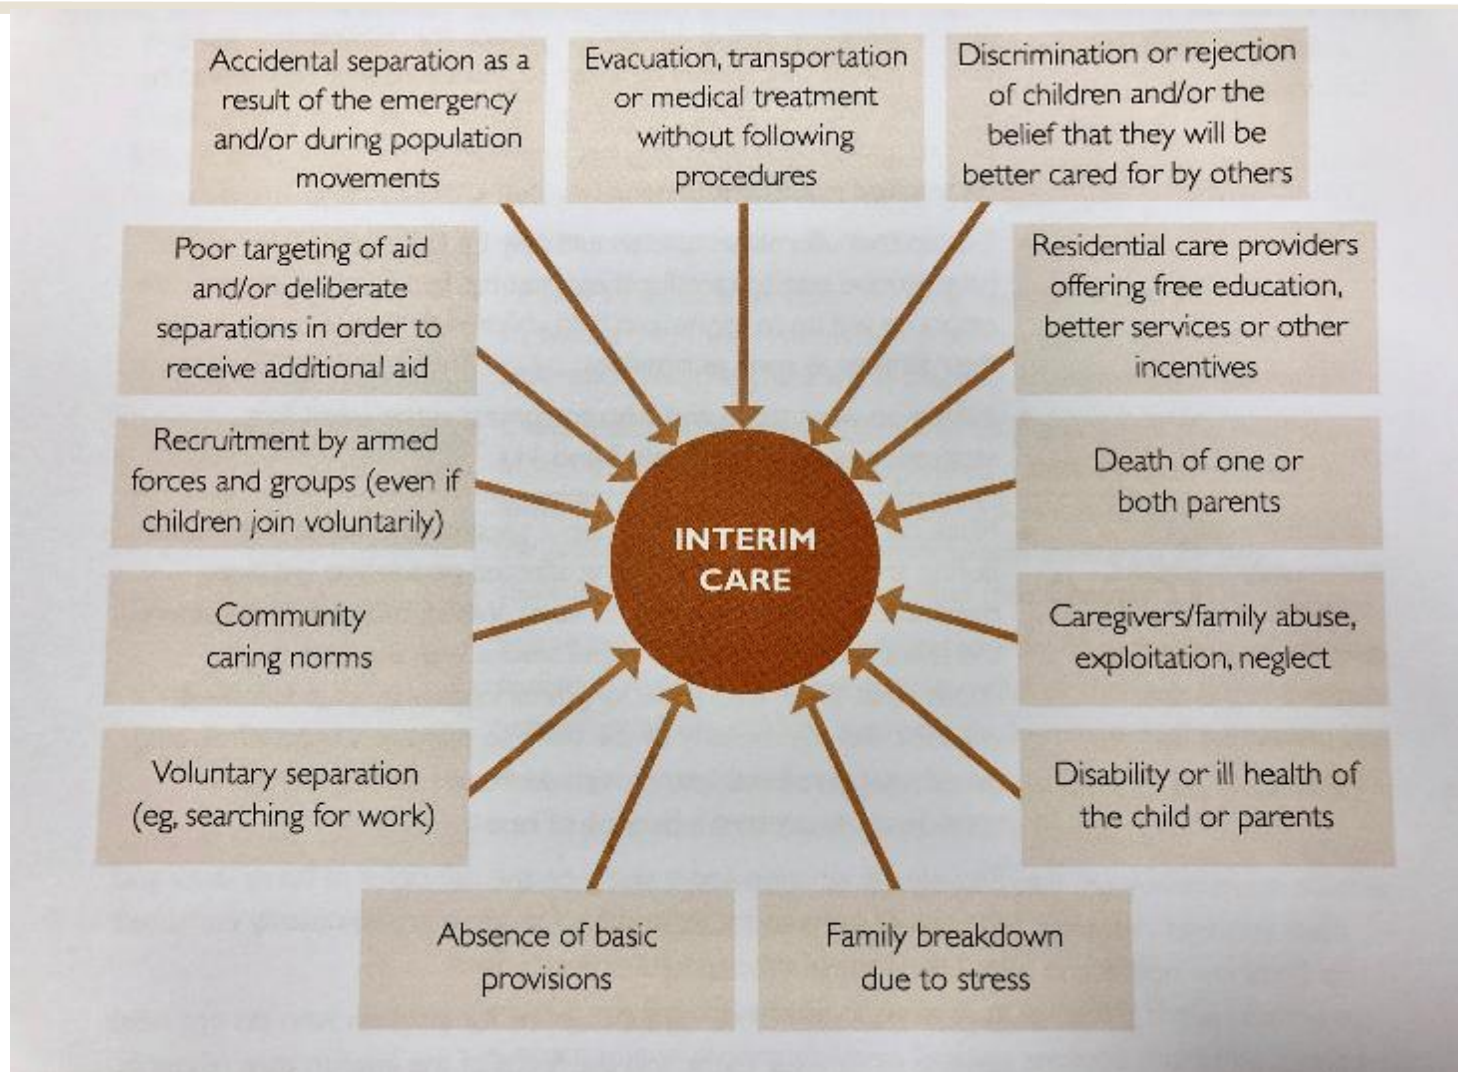 Accidental separation as a
result of the emergency
and/or during population
movements
Evacuation, transportation
or medical treatment
without following
procedures
Discrimination or rejection
of children and/or the
belief that they will be
better cared for by others
Poor targeting of aid
and/or deliberate
separations in order to
receive additional aid
Residential care providers
offering free education,
better services or other
incentives
Recruitment by armed
forces and groups (even if
children join voluntarily)
Death of one or
both parents
INTERIM
CARE
Community
caring norms
Caregivers/family abuse,
exploitation, neglect
Voluntary separation
(eg, searching for work)
Disability or ill health of
the child or parents
Absence of basic
provisions
Family breakdown
due to stress